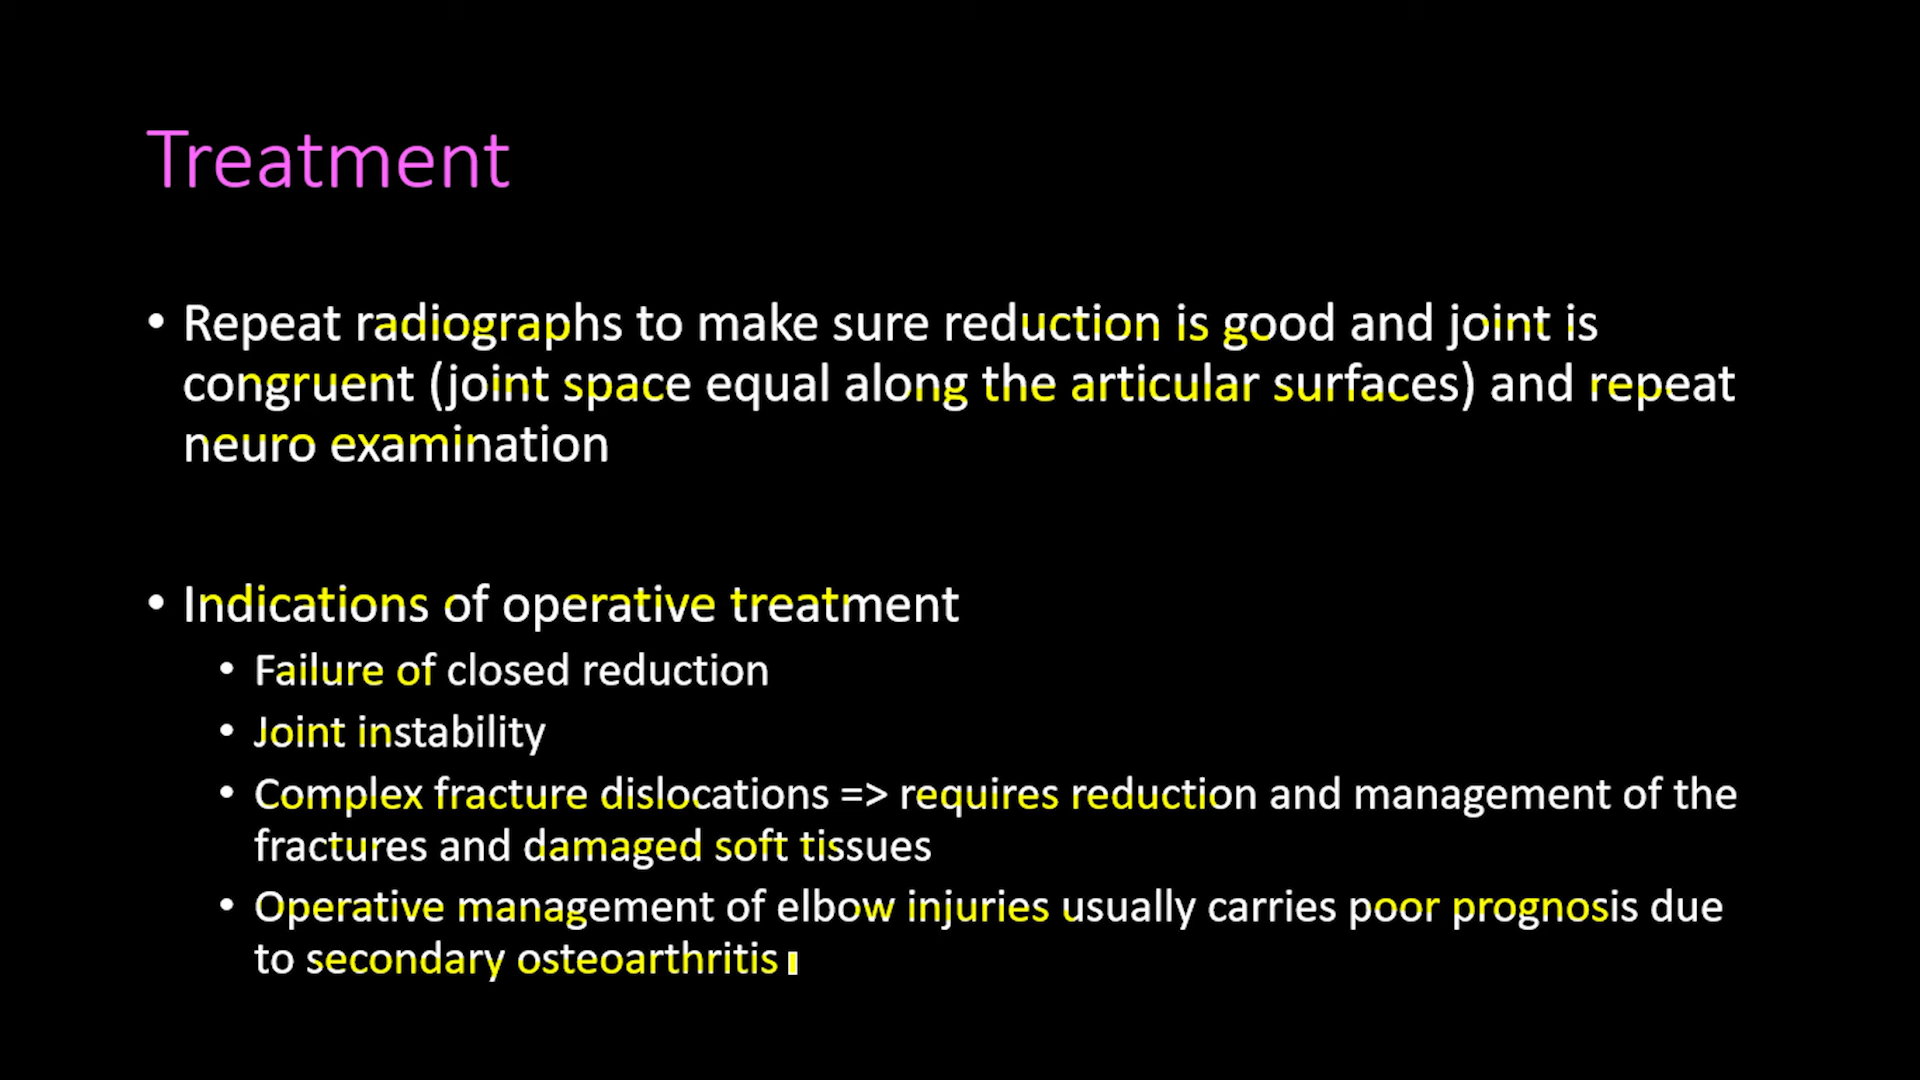 Treatment
• Repeat radiographs to make sure reduction is good and joint is
congruent (joint space equal along the articular surfaces) and repeat
neuro examination
• Indications of operative treatment
• Failure of closed reduction
• Joint instability
• Complex fracture dislocations => requires reduction and management of the
fractures and damaged soft tissues
• Operative management of elbow injuries usually carries poor prognosis due
to secondary osteoarthritis